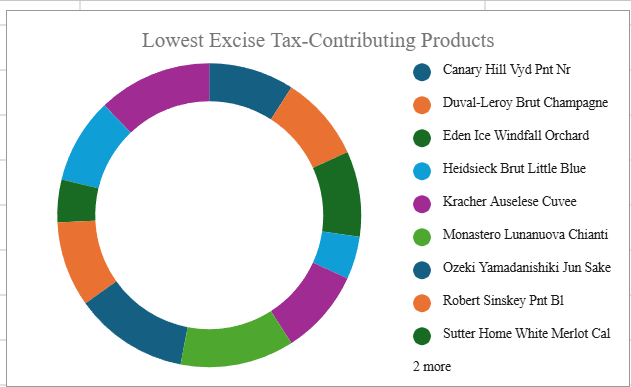 Lowest Excise Tax-Contributing Products
Canary Hill Vyd Pnt Nr
Duval-Leroy Brut Champagne
Eden Ice Windfall Orchard
Heidsieck Brut Little Blue
Kracher Auselese Cuvee
Monastero Lunanuova Chianti
Ozeki Yamadanishiki Jun Sake
Robert Sinskey Pnt Bl
Sutter Home White Merlot Cal
2 more